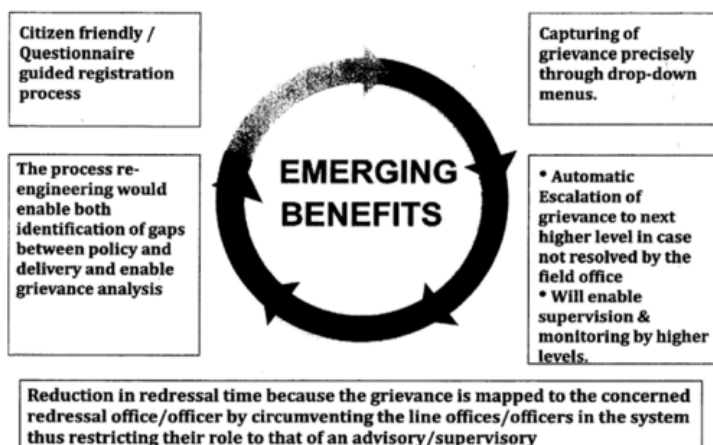 Citizen friendly /
Questionnaire
guided registration
process
Capturing of
grievance precisely
through drop-down
menus.
EMERGING
BENEFITS
The process re-
engineering would
enable both
identification of gaps
between policy and
delivery and enable
grievance analysis
* Automatic
Escalation of
grievance to next
higher level in case
not resolved by the
field office
* Will enable
supervision &
monitoring by higher
levels.
Reduction in redressal time because the grievance is mapped to the concerned
redressal office/officer by circumventing the line offices/officers in the system
thus restricting their role to that of an advisory/supervisory